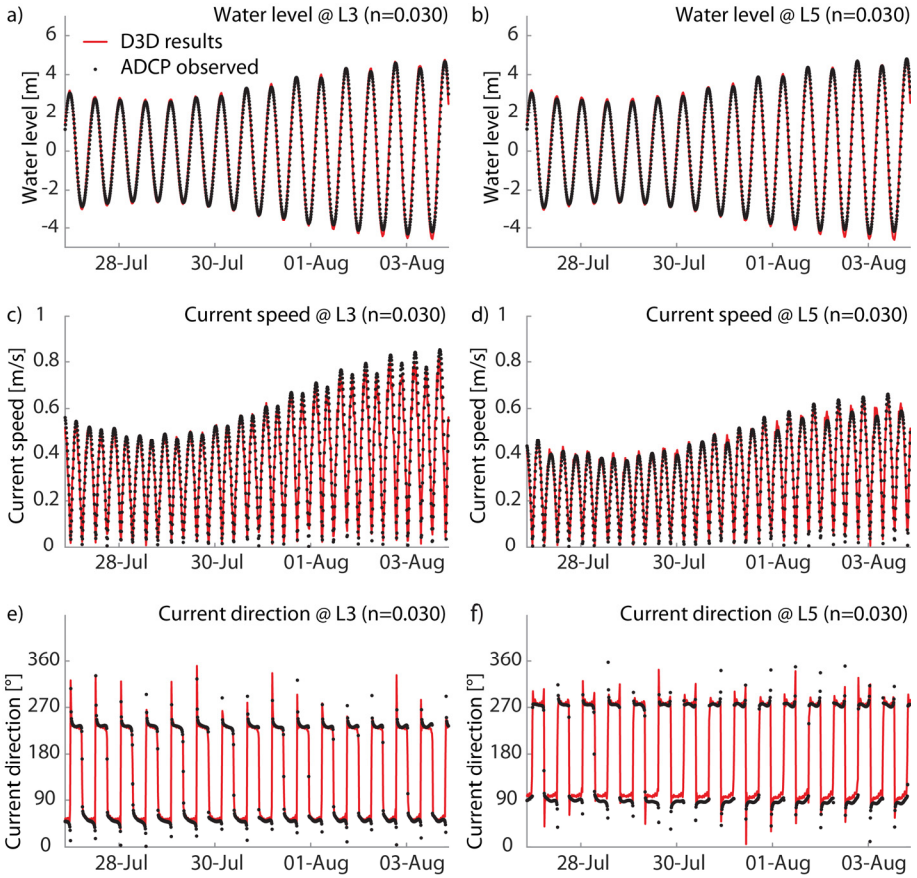 a) Water level @ L3 (n=0.030)
6
4
2
0
-2
-4
Water level [m]
D3D results
ADCP observed
28-Jul 30-Jul 01-Aug 03-Aug
b) Water level @ L5 (n=0.030)
6
4
2
0
-2
-4
Water level [m]
28-Jul 30-Jul 01-Aug 03-Aug
c) Current speed @ L3 (n=0.030)
1
0.8
0.6
0.4
0.2
0
Current speed [m/s]
28-Jul 30-Jul 01-Aug 03-Aug
d) Current speed @ L5 (n=0.030)
1
0.8
0.6
0.4
0.2
0
Current speed [m/s]
28-Jul 30-Jul 01-Aug 03-Aug
e) Current direction @ L3 (n=0.030)
360
270
180
90
0
Current direction [°]
28-Jul 30-Jul 01-Aug 03-Aug
f) Current direction @ L5 (n=0.030)
360
270
180
90
0
Current direction [°]
28-Jul 30-Jul 01-Aug 03-Aug